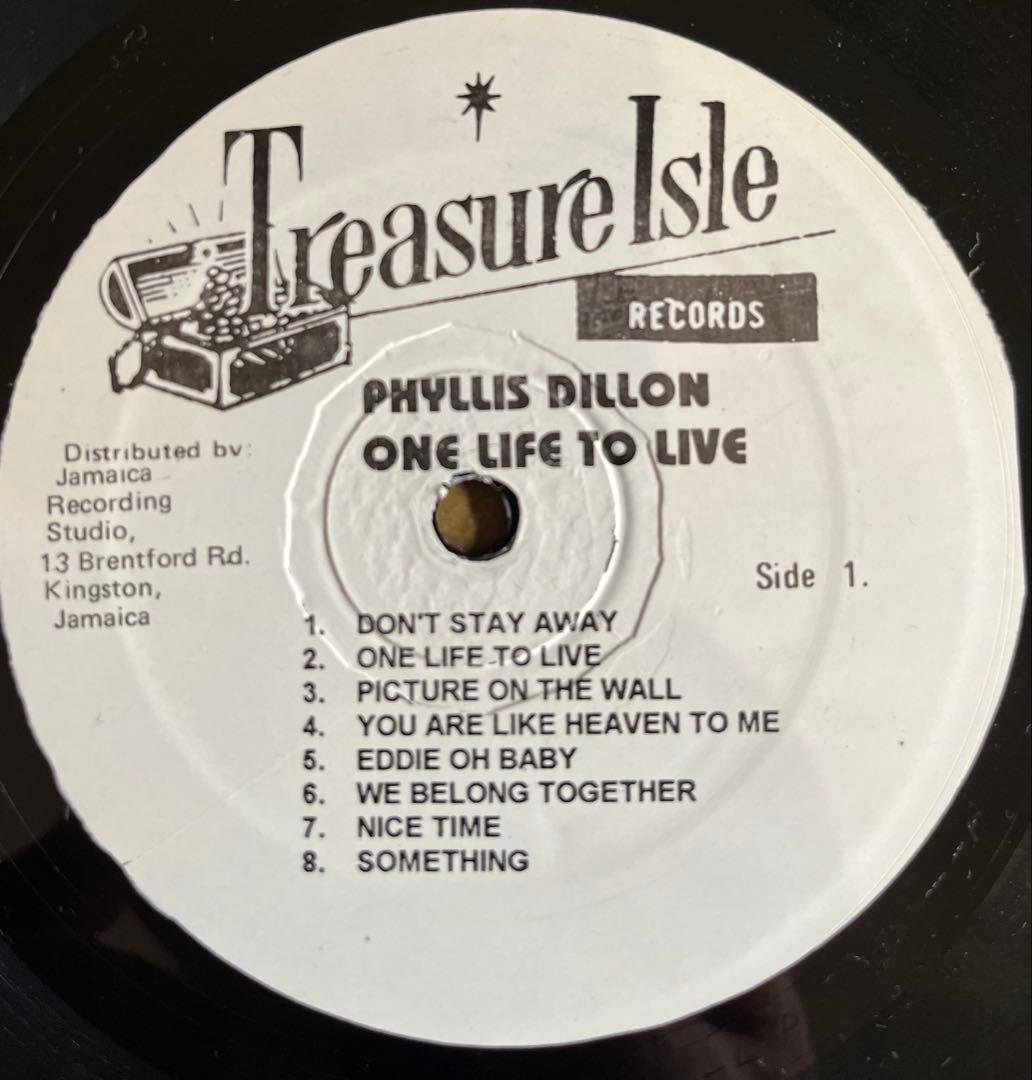 Treasure Isle
RECORDS
PHYLLIS DILLON
ONE LIFE TO LIVE
Distributed by:
Jamaica
Recording
Studio,
13 Brentford Rd.
Kingston,
Jamaica
Side 1.
1. DON'T STAY AWAY
2. ONE LIFE TO LIVE
3. PICTURE ON THE WALL
4. YOU ARE LIKE HEAVEN TO ME
5. EDDIE OH BABY
6. WE BELONG TOGETHER
7. NICE TIME
8. SOMETHING